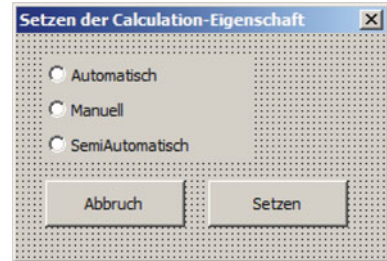 Setzen der Calculation-Eigenschaft
Automatisch
Manuell
SemiAutomatisch
Abbruch Setzen